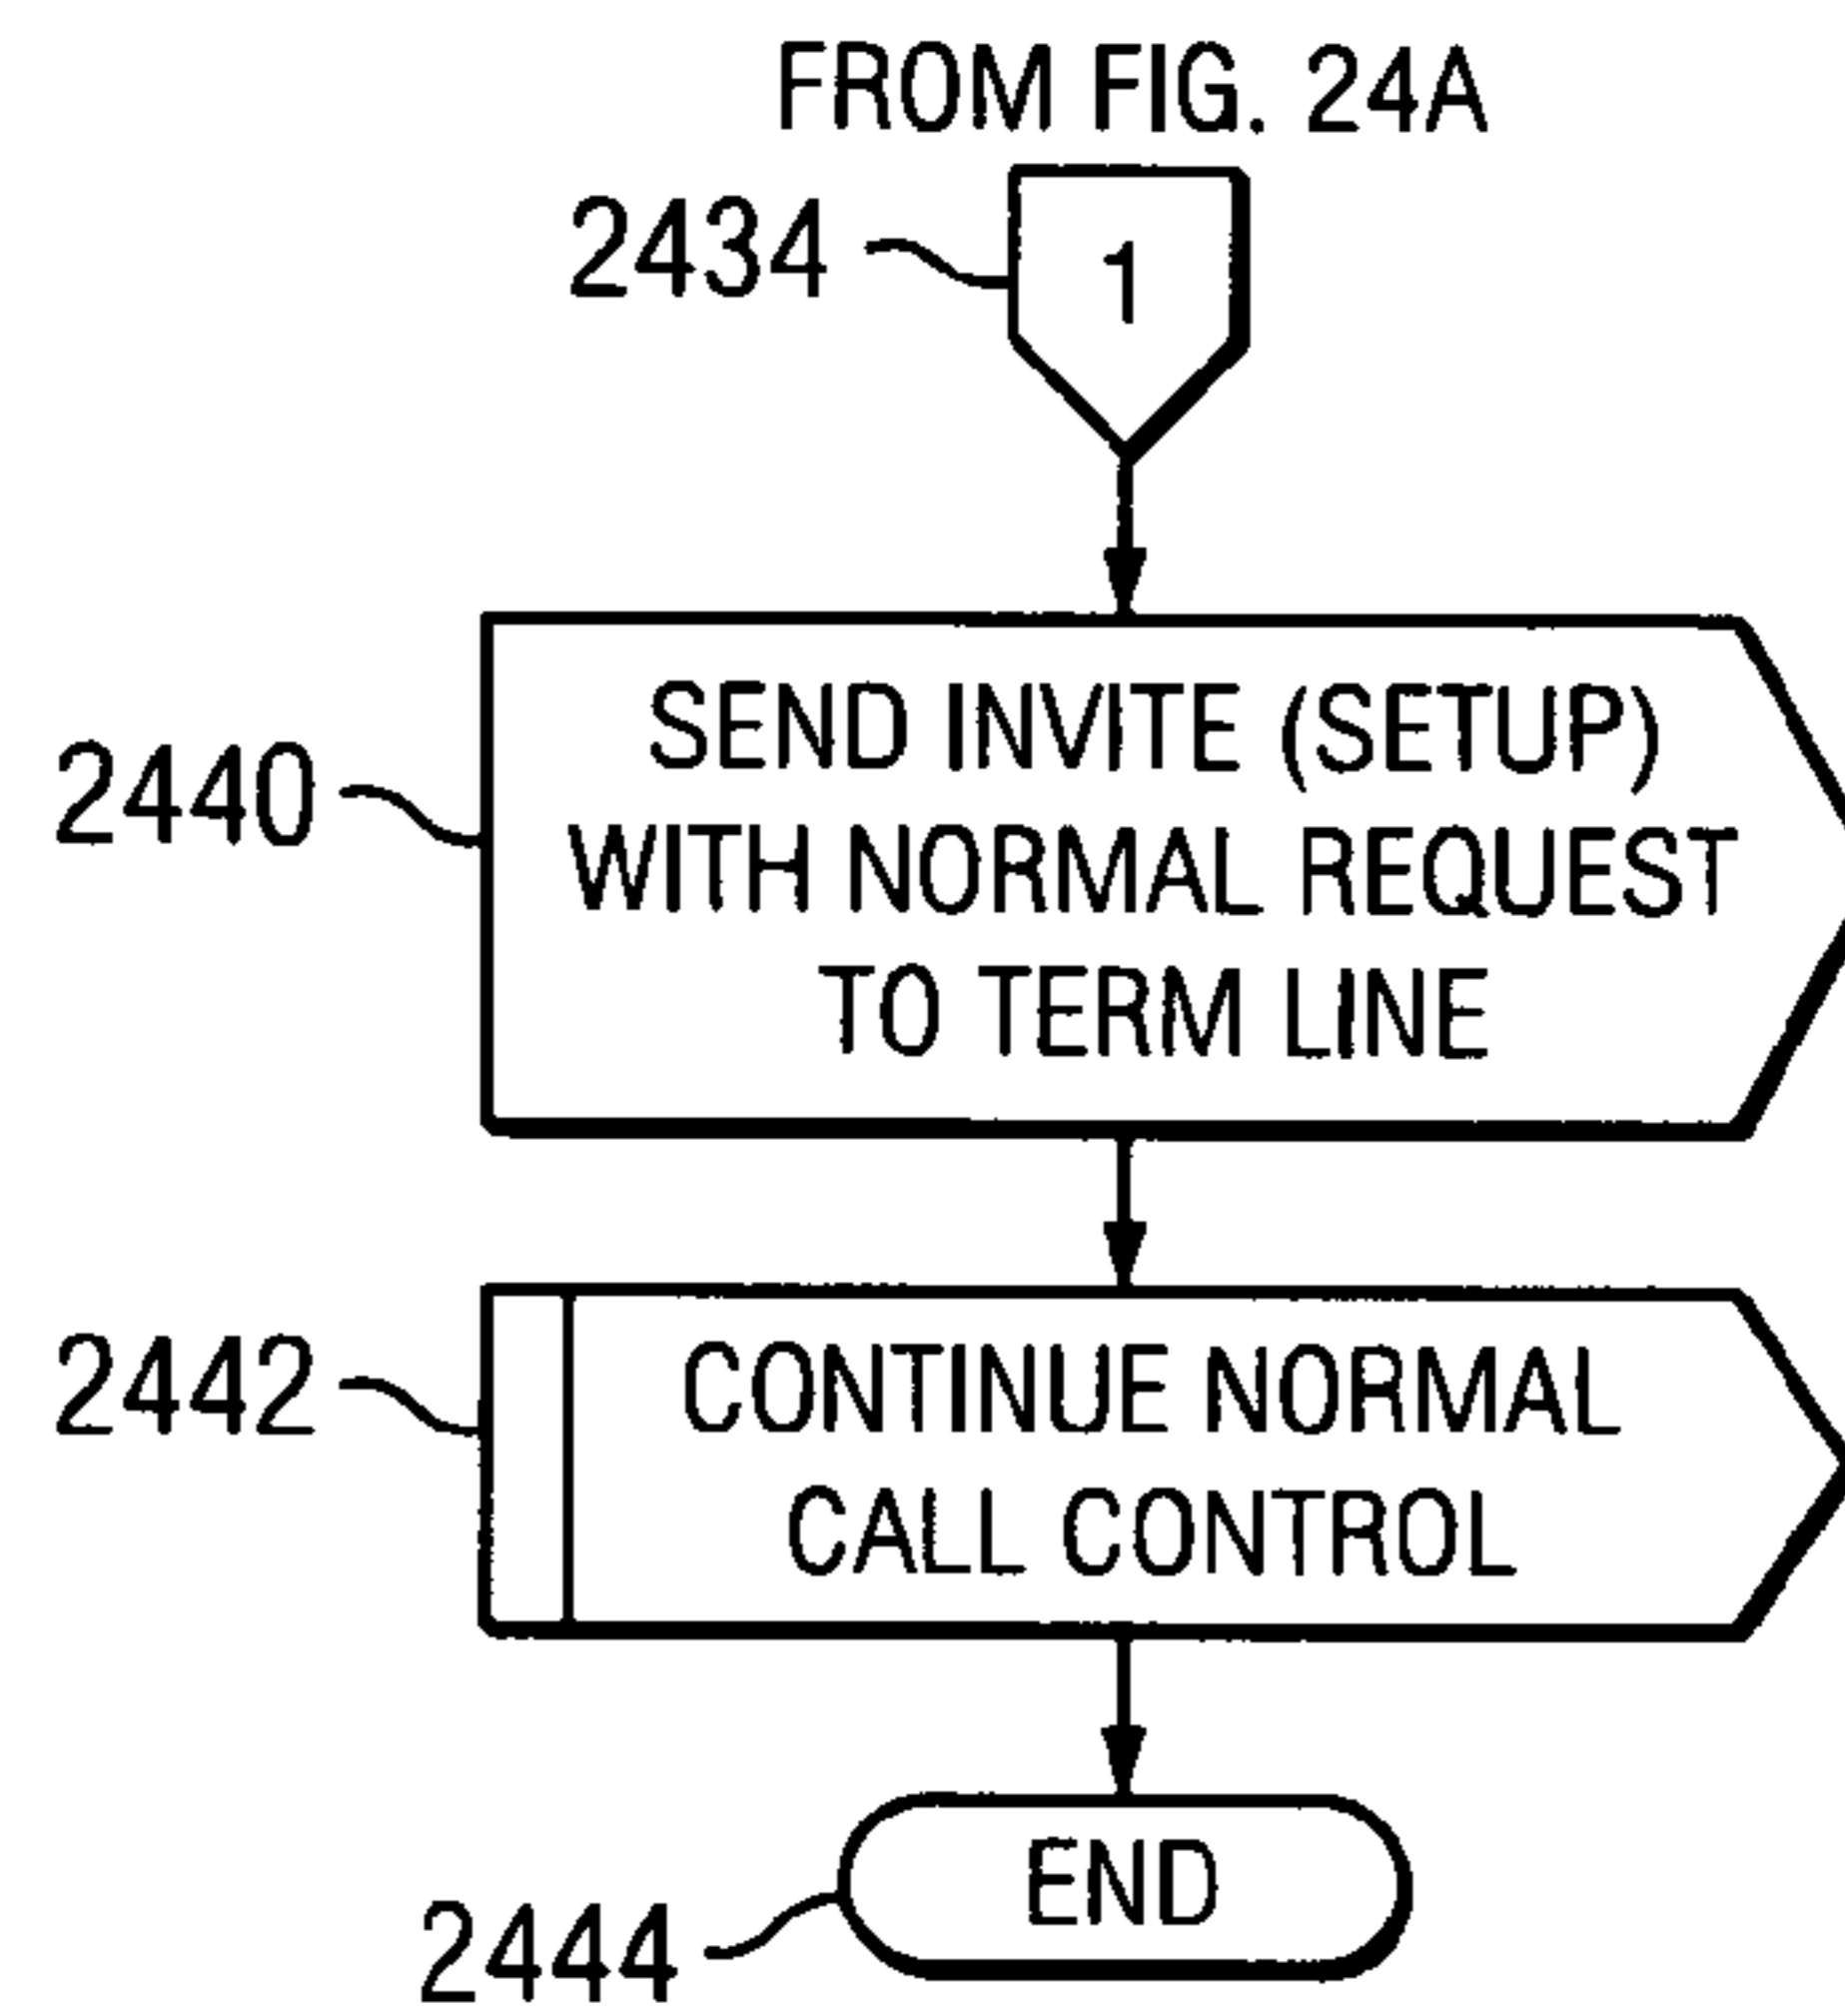 FROM FIG. 24A
2434
1
2440
SEND INVITE (SETUP)
WITH NORMAL REQUEST
TO TERM LINE
2442
CONTINUE NORMAL
CALL CONTROL
END
2444